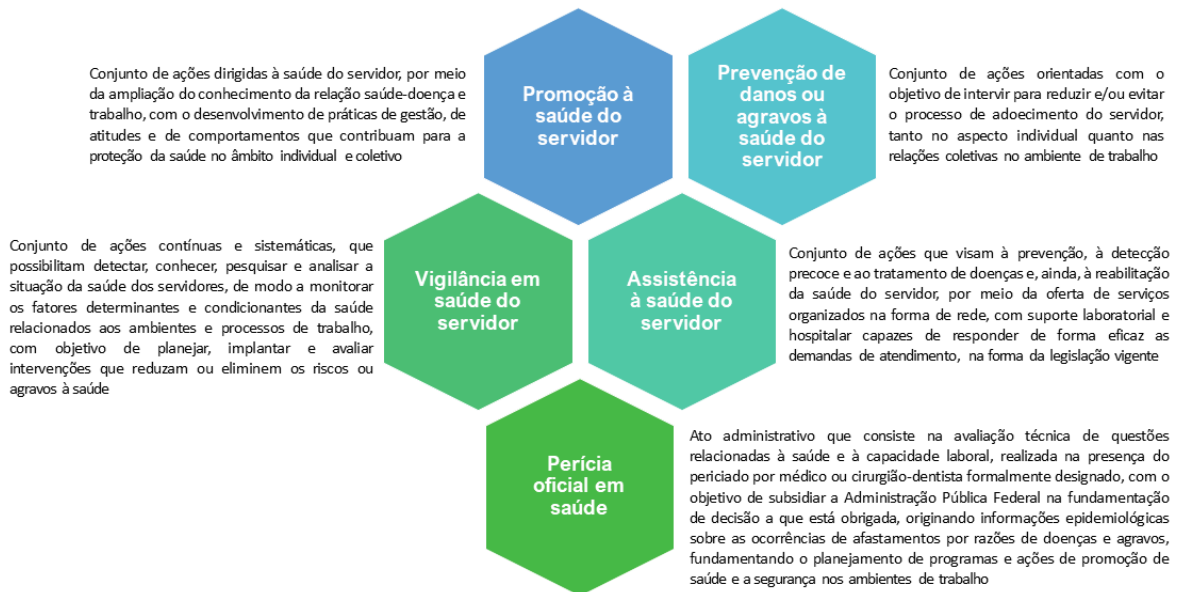 Conjunto de ações dirigidas à saúde do servidor, por meio
da ampliação do conhecimento da relação saúde-doença e
trabalho, com o desenvolvimento de práticas de gestão, de
atitudes e de comportamentos que contribuam para a
proteção da saúde no âmbito individual e coletivo
Promoção à
saúde do
servidor
Prevenção de
danos ou
agravos à
saúde do
servidor
Conjunto de ações orientadas com o
objetivo de intervir para reduzir e/ou evitar
o processo de adoecimento do servidor,
tanto no aspecto individual quanto nas
relações coletivas no ambiente de trabalho
Conjunto de ações contínuas e sistemáticas, que
possibilitam detectar, conhecer, pesquisar e analisar a
situação da saúde dos servidores, de modo a monitorar
os fatores determinantes e condicionantes da saúde
relacionados aos ambientes e processos de trabalho,
com objetivo de planejar, implantar e avaliar
intervenções que reduzam ou eliminem os riscos ou
agravos à saúde
Vigilância em
saúde do
servidor
Assistência
à saúde do
servidor
Conjunto de ações que visam à prevenção, à detecção
precoce e ao tratamento de doenças e, ainda, à reabilitação
da saúde do servidor, por meio da oferta de serviços
organizados na forma de rede, com suporte laboratorial e
hospitalar capazes de responder de forma eficaz as
demandas de atendimento, na forma da legislação vigente
Perícia
oficial em
saúde
Ato administrativo que consiste na avaliação técnica de questões
relacionadas à saúde e à capacidade laboral, realizada na presença do
periciado por médico ou cirurgião-dentista formalmente designado, com o
objetivo de subsidiar a Administração Pública Federal na fundamentação
de decisão a que está obrigada, originando informações epidemiológicas
sobre as ocorrências de afastamentos por razões de doenças e agravos,
fundamentando o planejamento de programas e ações de promoção de
saúde e a segurança nos ambientes de trabalho